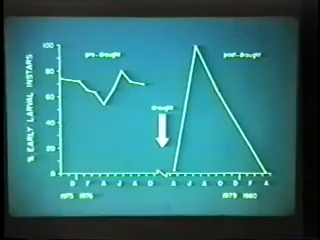 % EARLY LARVAL INSTARS
100
80
60
40
20
0
pre-drought
post-drought
drought
D F A J A O A J A O D F A
1975 1976 1979 1980